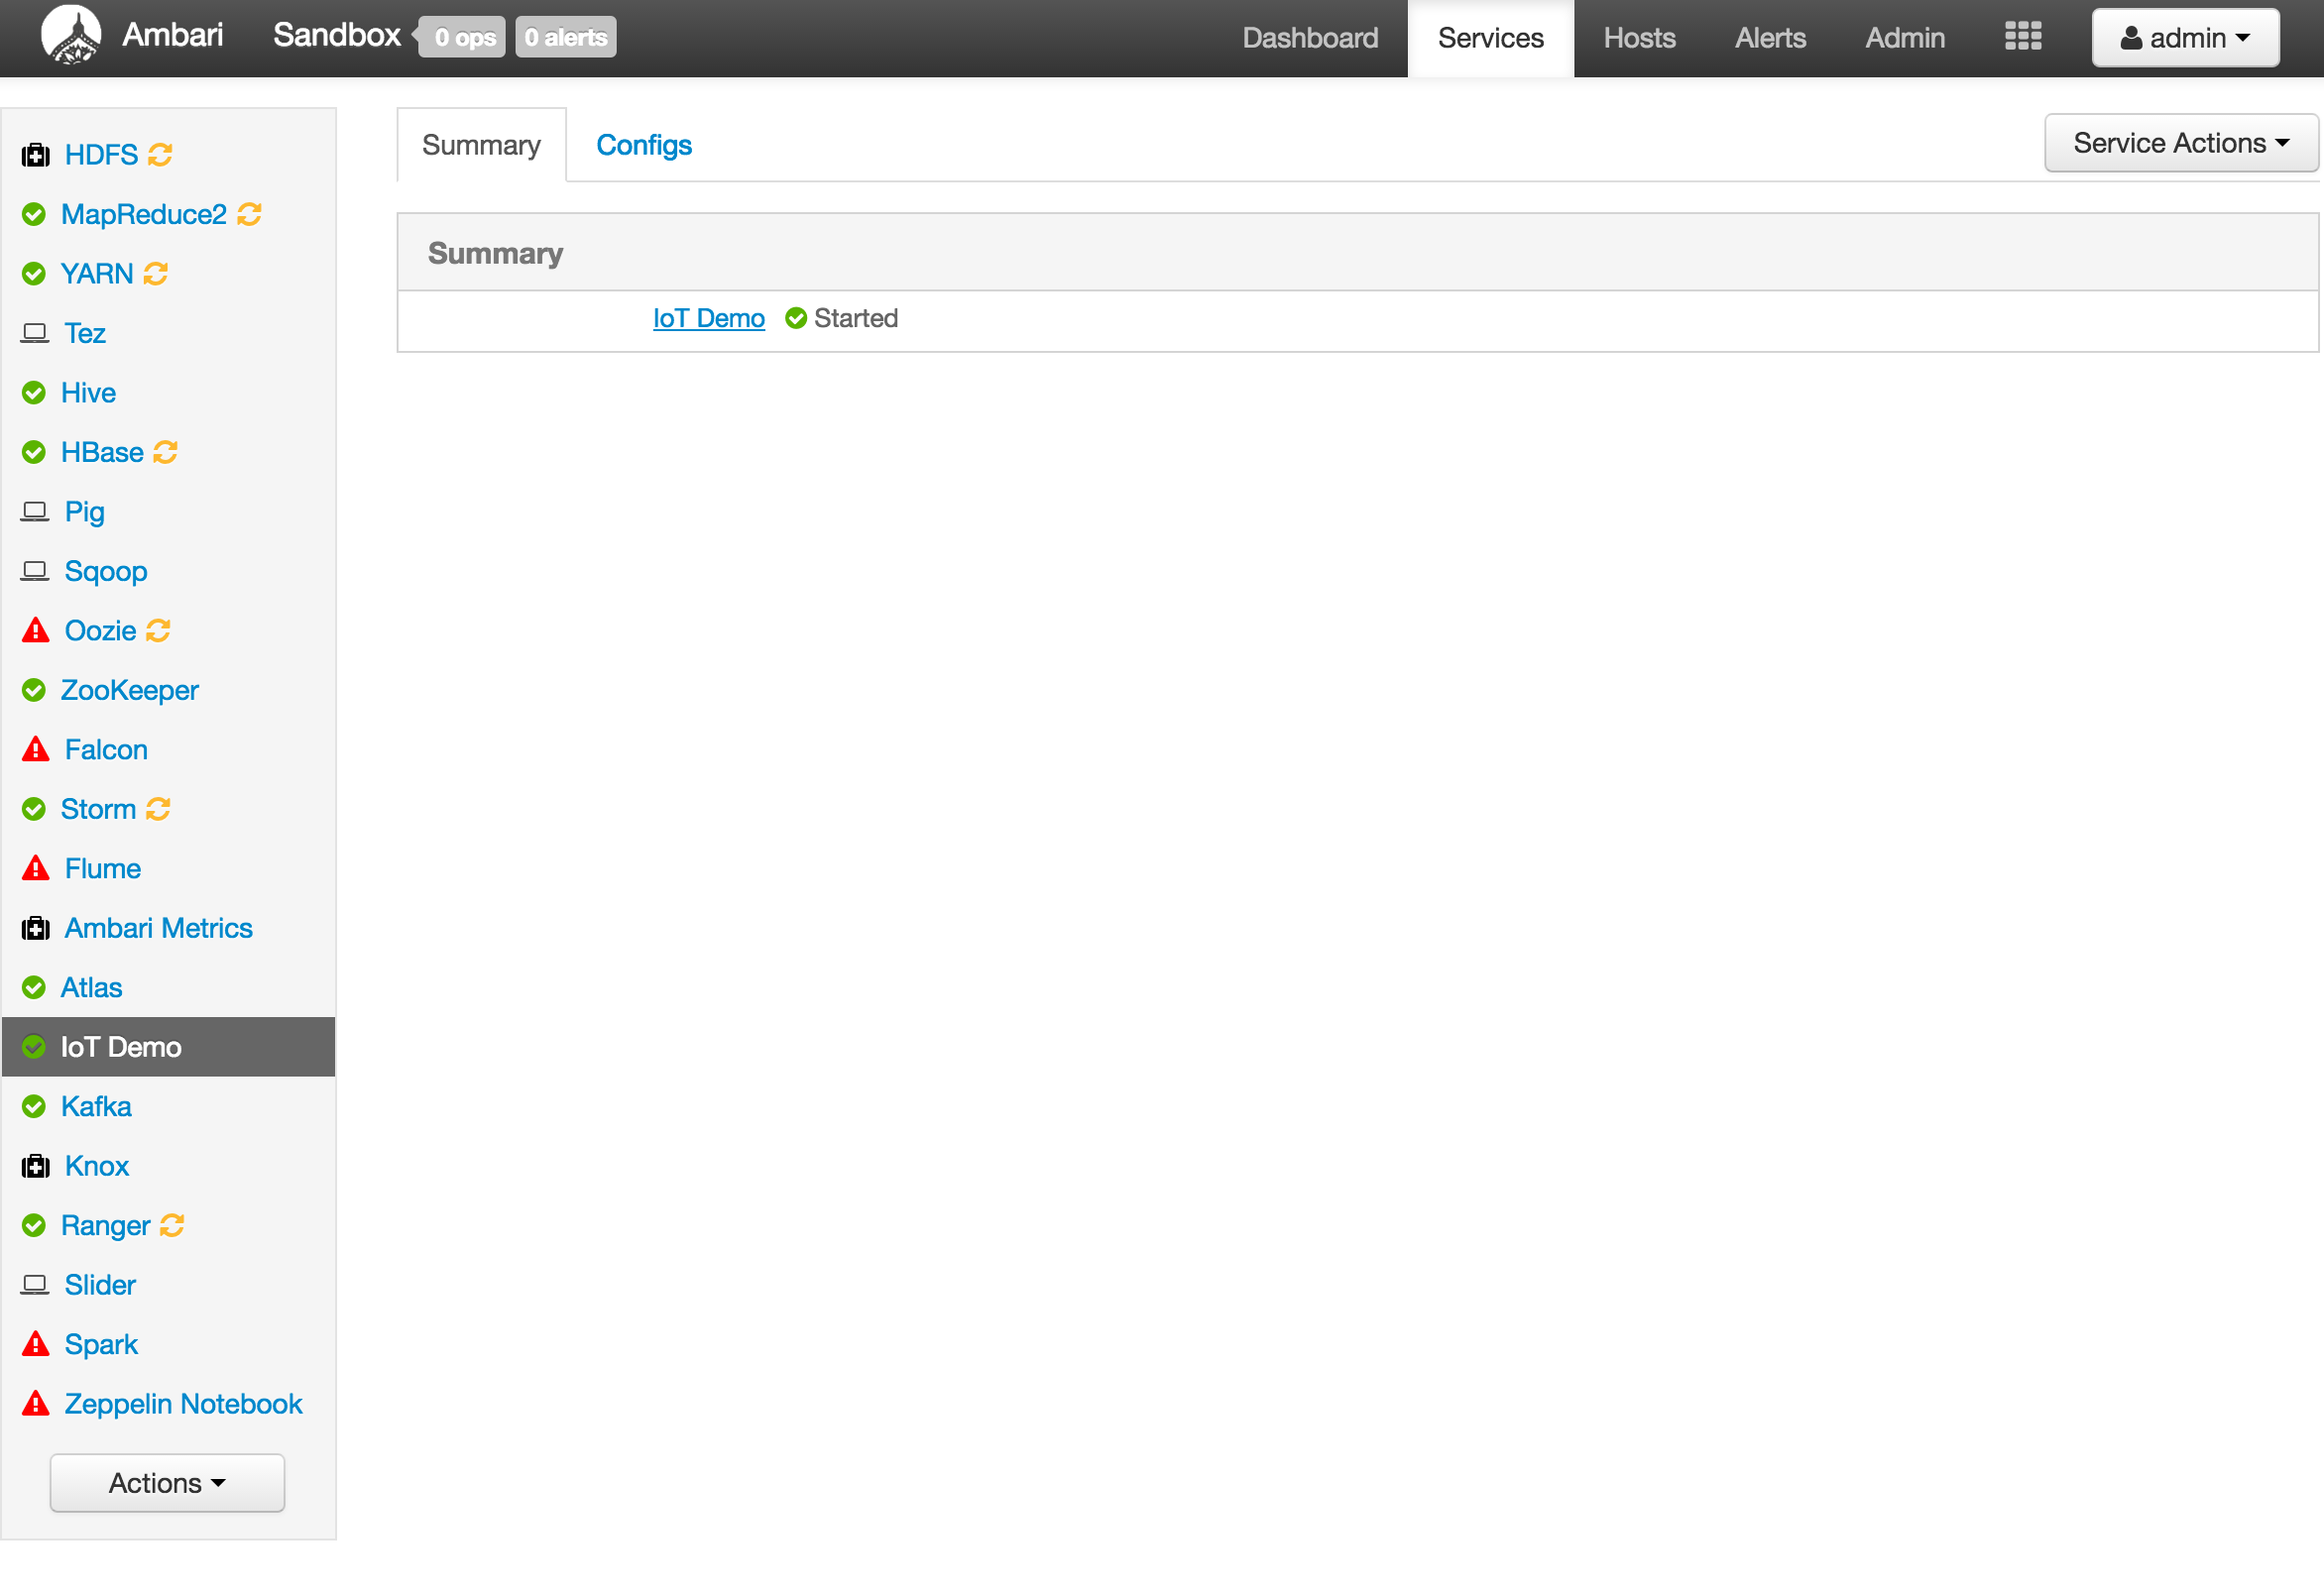 Ambari Sandbox 0 ops 0 alerts Dashboard Services Hosts Alerts Admin admin
HDFS
MapReduce2
YARN
Tez
Hive
HBase
Pig
Sqoop
Oozie
ZooKeeper
Falcon
Storm
Flume
Ambari Metrics
Atlas
IoT Demo
Kafka
Knox
Ranger
Slider
Spark
Zeppelin Notebook
Actions
Summary Configs Service Actions
Summary
IoT Demo Started